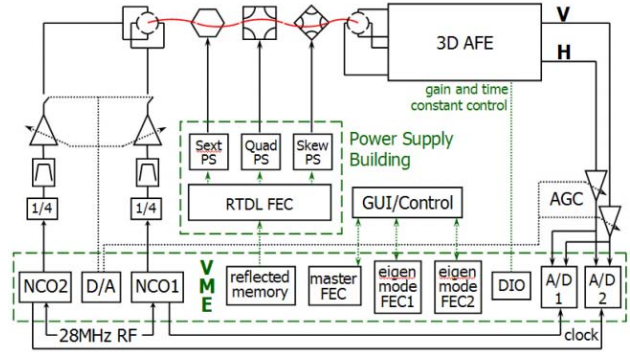 3D AFE
V
H
gain and time
constant control
Sext
PS
Quad
PS
Skew
PS
Power Supply
Building
RTDL FEC
GUI/Control
AGC
1/4
1/4
VME
NCO2
D/A
NCO1
reflected
memory
master
FEC
eigen
mode
FEC1
eigen
mode
FEC2
DIO
A/D
1
A/D
2
28MHz RF
clock